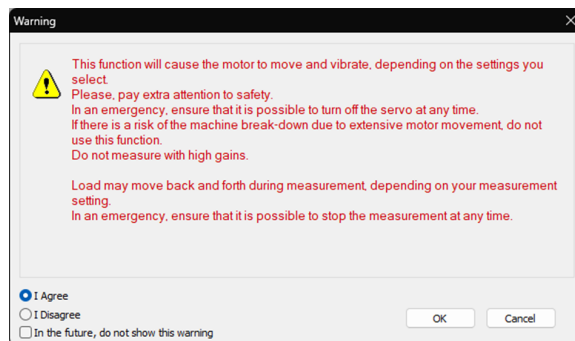 Warning
This function will cause the motor to move and vibrate, depending on the settings you
select.
Please, pay extra attention to safety.
In an emergency, ensure that it is possible to turn off the servo at any time.
If there is a risk of the machine break-down due to extensive motor movement, do not
use this function.
Do not measure with high gains.
Load may move back and forth during measurement, depending on your measurement
setting.
In an emergency, ensure that it is possible to stop the measurement at any time.
I Agree
I Disagree
In the future, do not show this warning
OK
Cancel